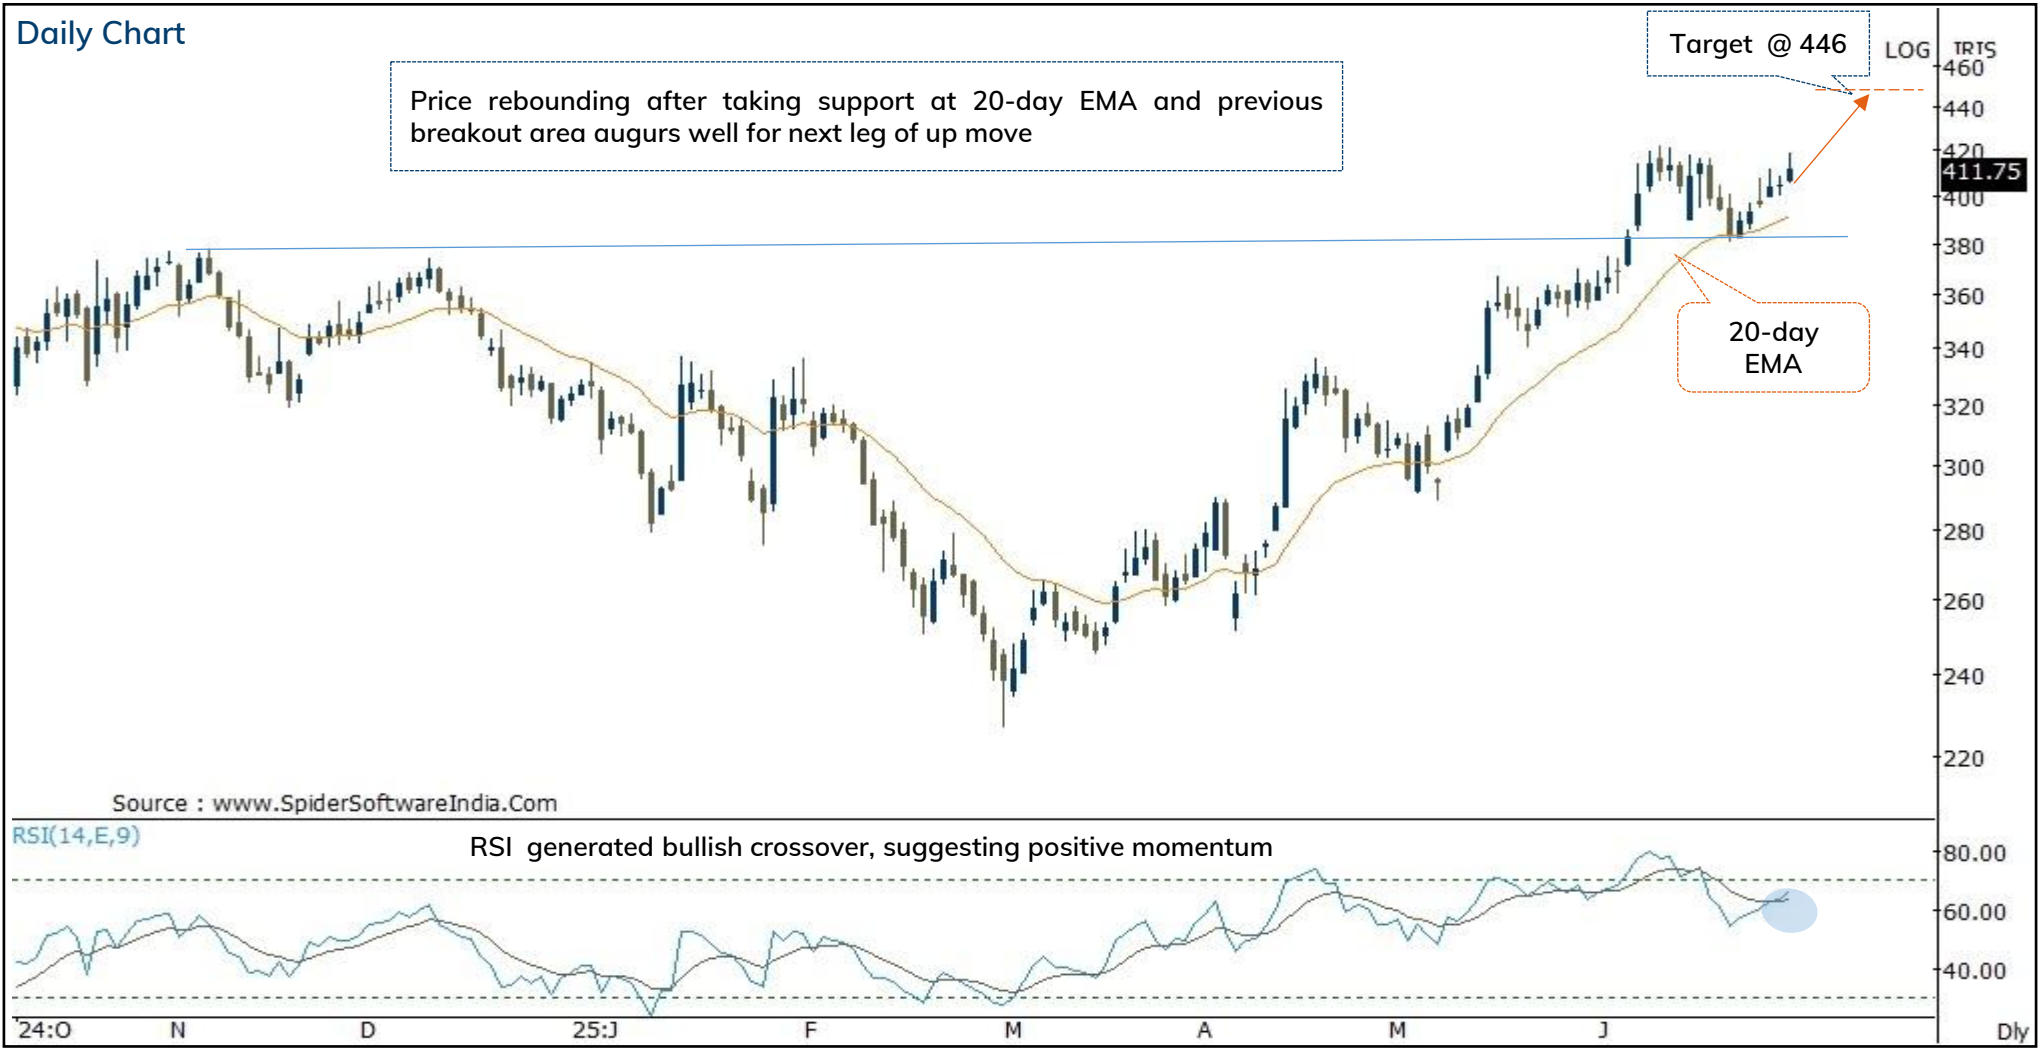 Daily Chart
Price rebounding after taking support at 20-day EMA and previous
breakout area augurs well for next leg of up move
Target @ 446
LOG
460
440
420
411.75
400
380
360
340
320
300
280
260
240
220
20-day
EMA
Source : www.SpiderSoftwareIndia.Com
RSI(14,E,9)
RSI generated bullish crossover, suggesting positive momentum
80.00
60.00
40.00
'24:O N D 25:J F M A M J Dly